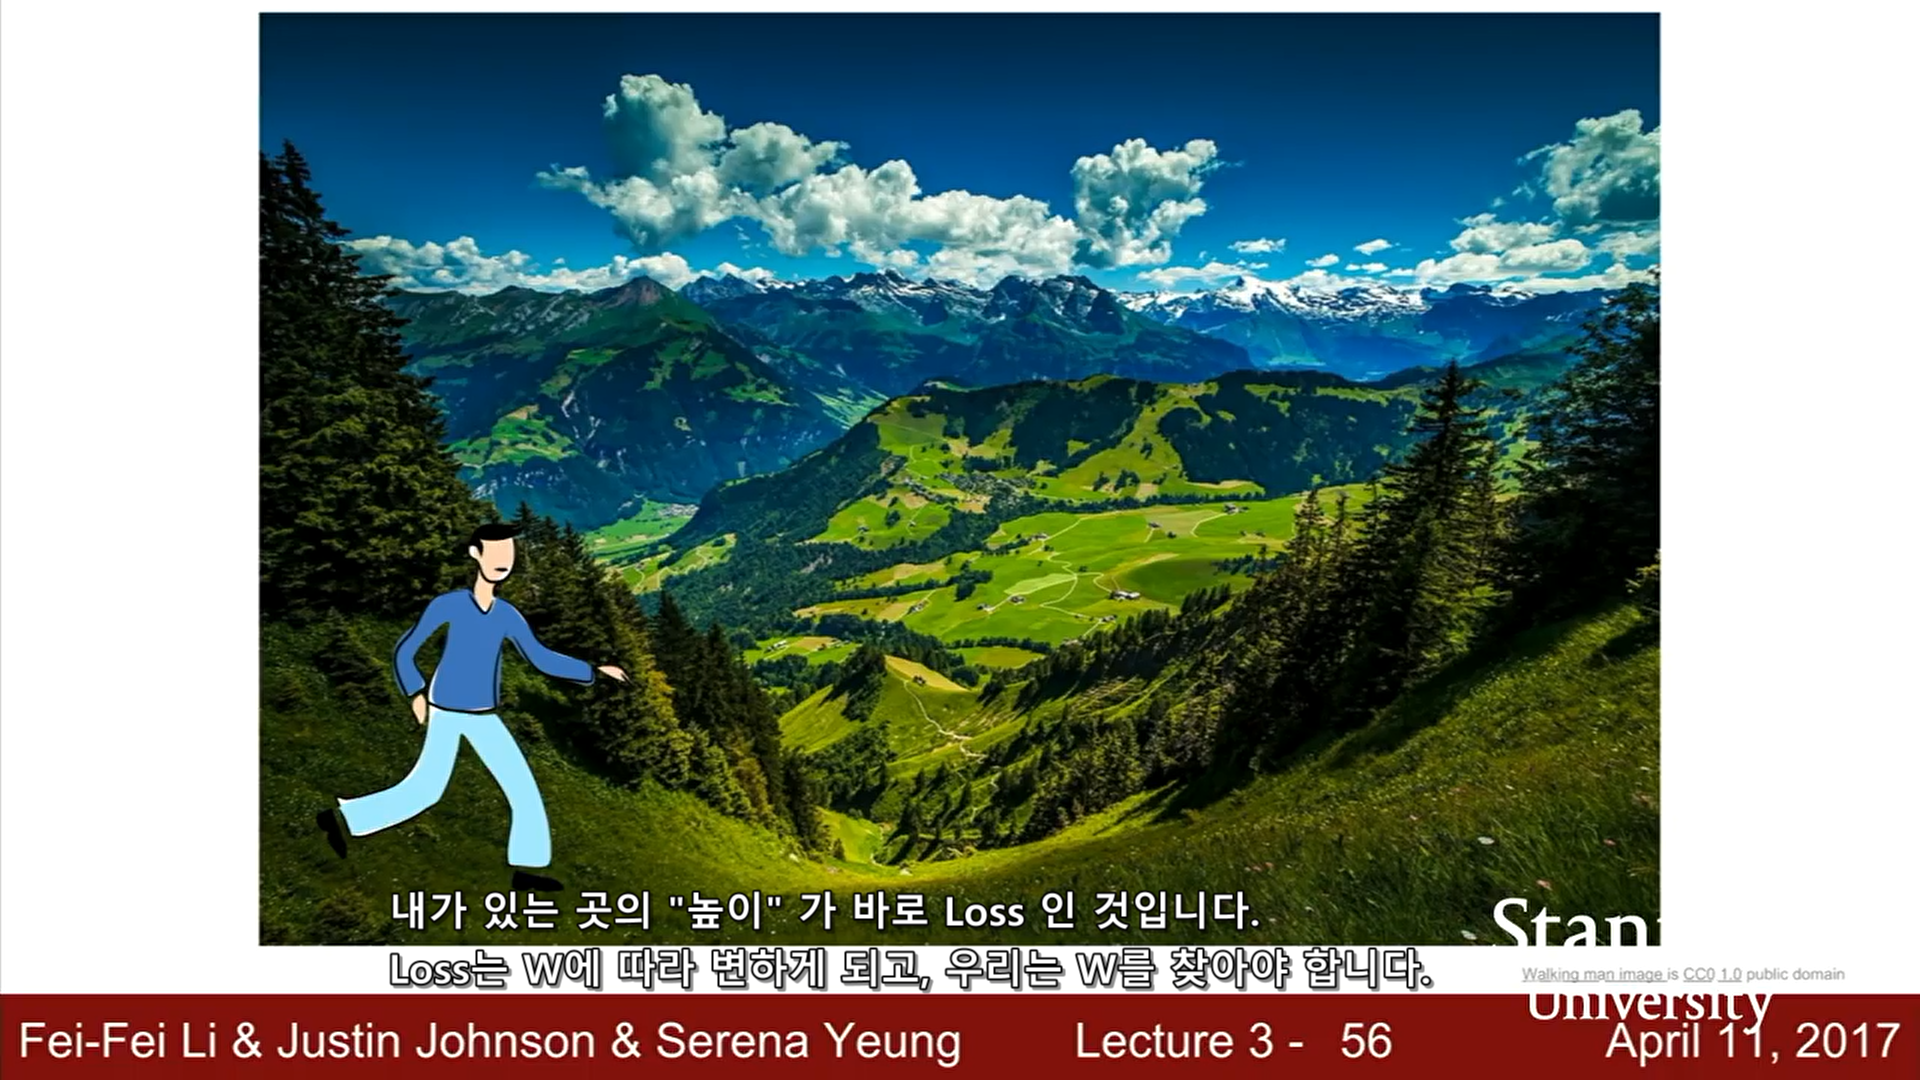 내가 있는 곳의 "높이" 가 바로 Loss 인 것입니다.
Loss는 W에 따라 변하게 되고, 우리는 W를 찾아야 합니다.
Stan
Walking man image is CC0 1.0 public domain
University
Fei-Fei Li & Justin Johnson & Serena Yeung Lecture 3 - 56 April 11, 2017